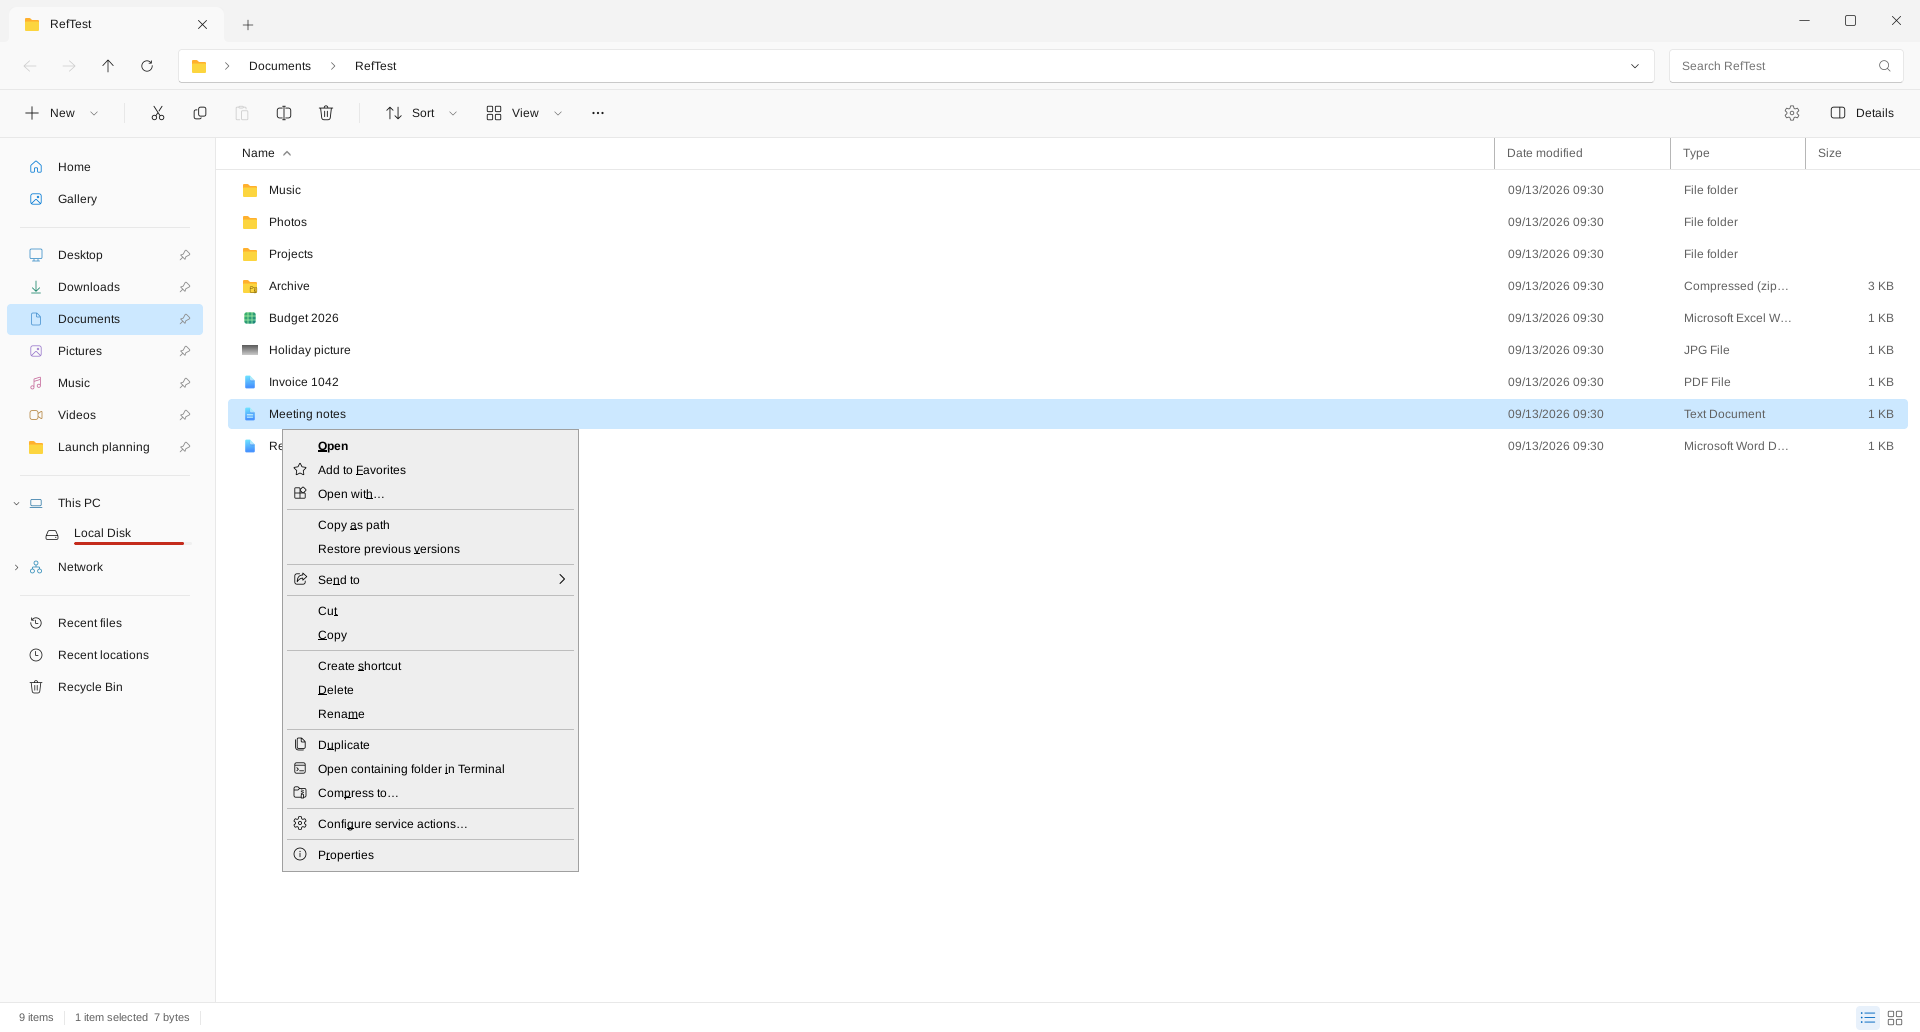 RefTest
Documents
RefTest
Search RefTest
New
Sort
View
Details
Home
Gallery
Desktop
Downloads
Documents
Pictures
Music
Videos
Launch planning
This PC
Local Disk
Network
Recent files
Recent locations
Recycle Bin
Name Date modified Type Size
Music 09/13/2026 09:30 File folder
Photos 09/13/2026 09:30 File folder
Projects 09/13/2026 09:30 File folder
Archive 09/13/2026 09:30 Compressed (zip… 3 KB
Budget 2026 09/13/2026 09:30 Microsoft Excel W… 1 KB
Holiday picture 09/13/2026 09:30 JPG File 1 KB
Invoice 1042 09/13/2026 09:30 PDF File 1 KB
Meeting notes 09/13/2026 09:30 Text Document 1 KB
Re 09/13/2026 09:30 Microsoft Word D… 1 KB
Open
Add to Favorites
Open with…
Copy as path
Restore previous versions
Send to
Cut
Copy
Create shortcut
Delete
Rename
Duplicate
Open containing folder in Terminal
Compress to…
Configure service actions…
Properties
9 items 1 item selected 7 bytes